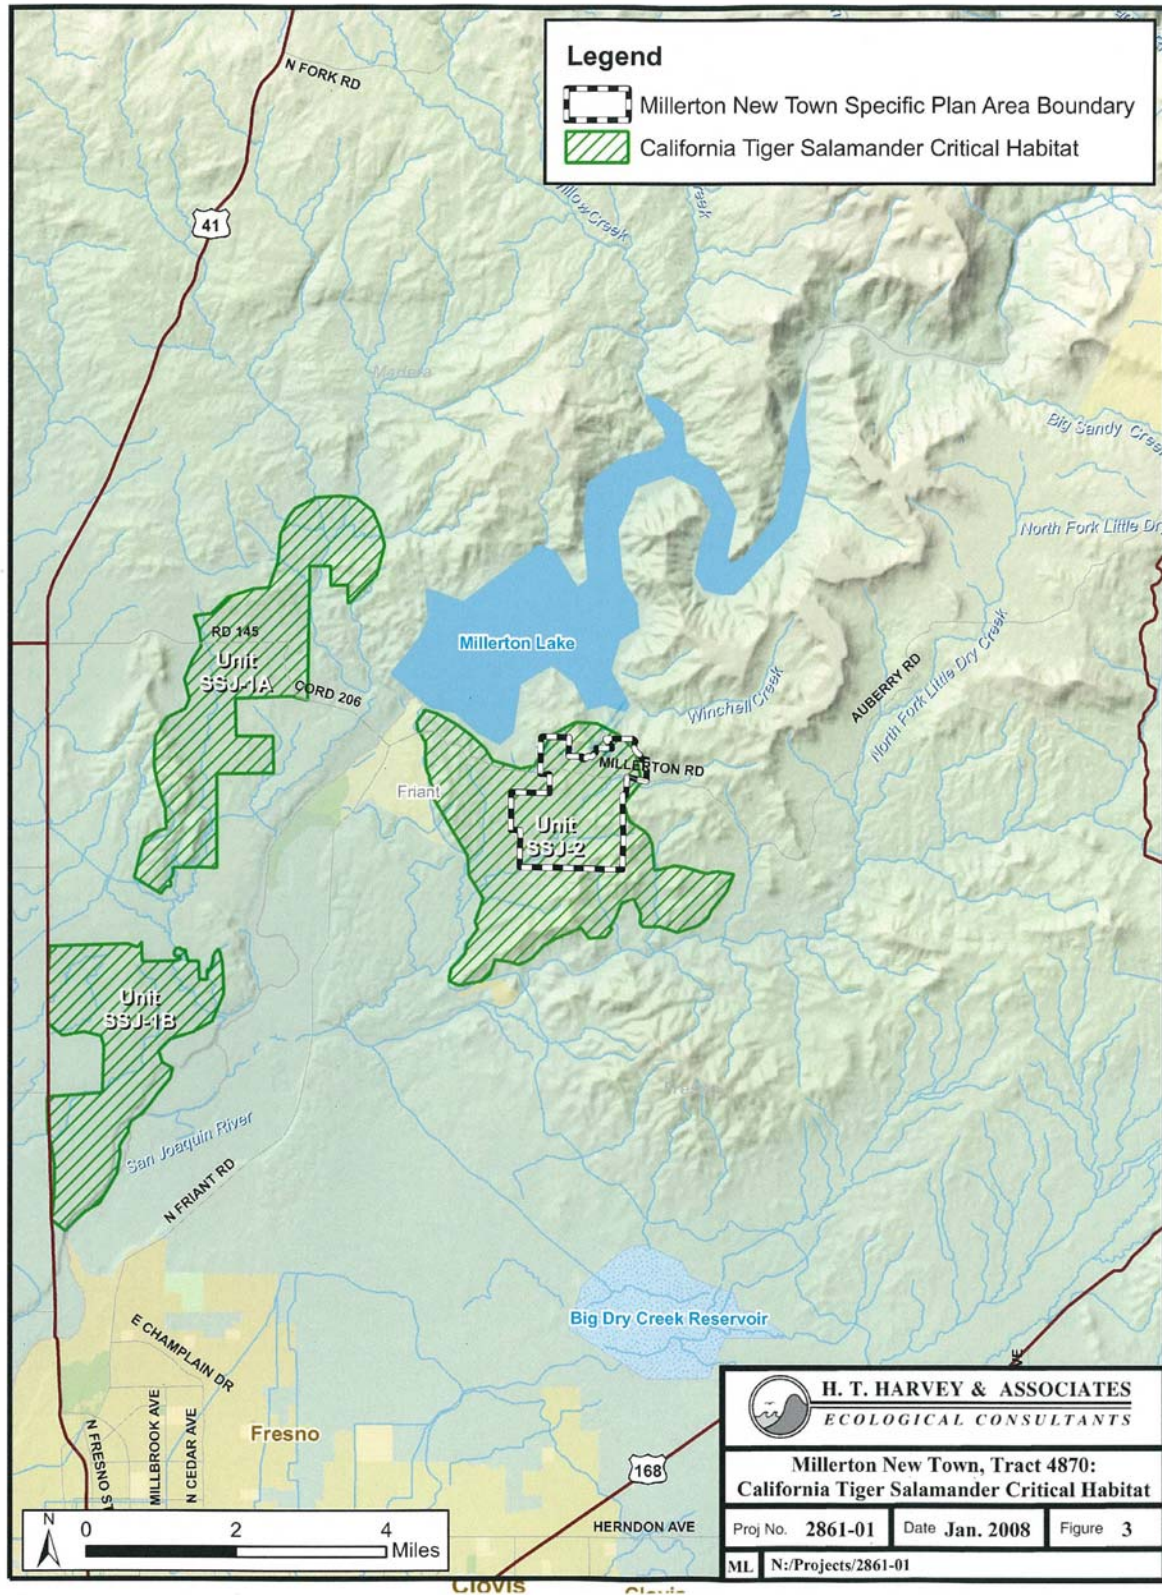 Legend
Millerton New Town Specific Plan Area Boundary
California Tiger Salamander Critical Habitat
N FORK RD
41
Creek
Madera
Big Sandy
North Fork Little
RD 145
Unit
SSJ-1A
CORD 206
Millerton Lake
Winchell Creek
AUBERRY RD
North Fork Little Dry Creek
MILLERTON RD
Friant
Unit
SSJ-2
Unit
SSJ-1B
San Joaquin River
N FRIANT RD
Big Dry Creek Reservoir
E CHAMPLAIN DR
N FRESNO ST
MILLBROOK AVE
N CEDAR AVE
Fresno
168
HERNDON AVE
Clovis
Clovis
N
0 2 4
Miles
H. T. HARVEY & ASSOCIATES
ECOLOGICAL CONSULTANTS
Millerton New Town, Tract 4870:
California Tiger Salamander Critical Habitat
Proj No. 2861-01 Date Jan. 2008 Figure 3
ML N:/Projects/2861-01